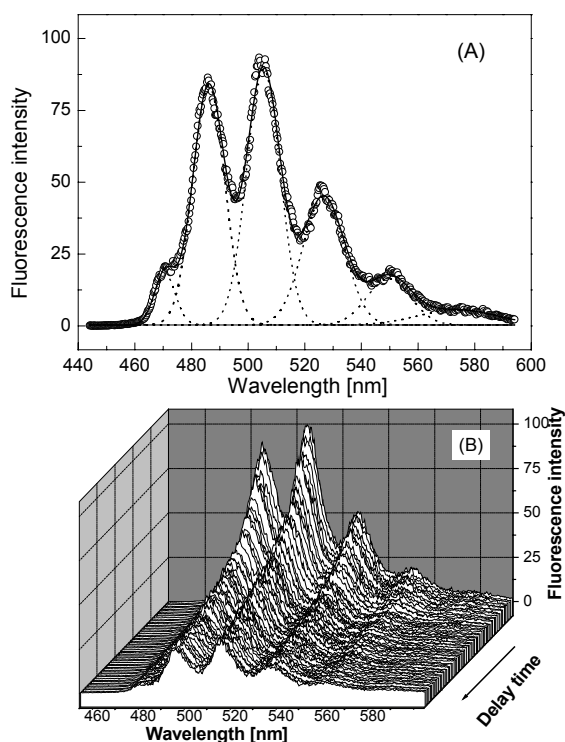 (A)
100
75
50
25
0
Fluorescence intensity
440 460 480 500 520 540 560 580 600
Wavelength [nm]
(B)
100
75
50
25
0
Fluorescence intensity
460 480 500 520 540 560 580
Wavelength [nm]
Delay time